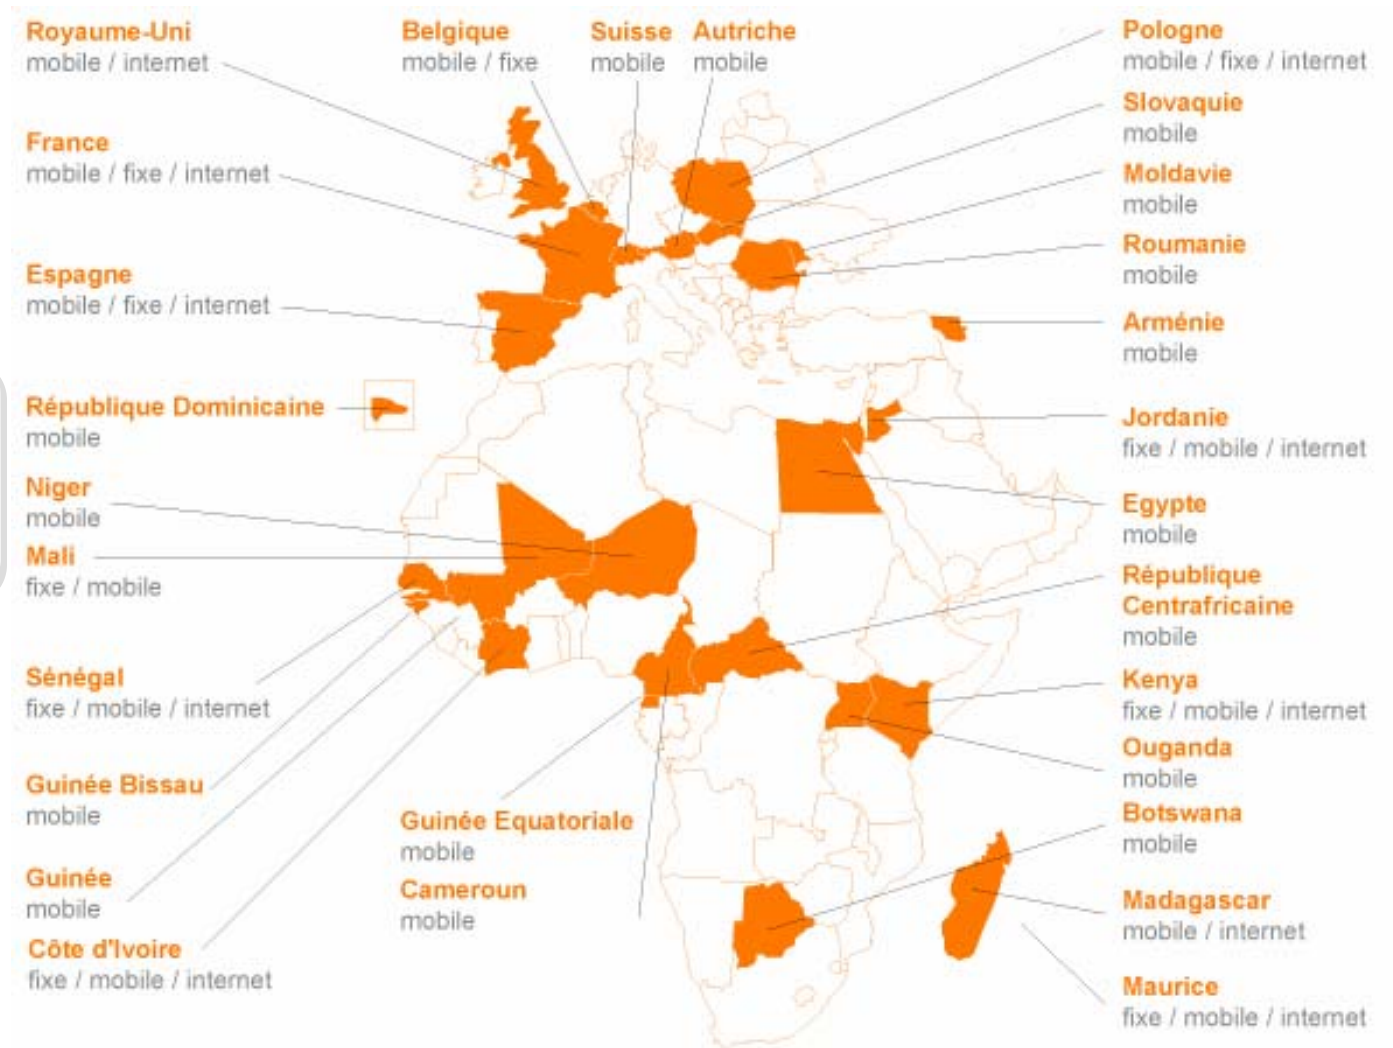 Royaume-Uni
mobile / internet
Belgique
mobile / fixe
Suisse
mobile
Autriche
mobile
Pologne
mobile / fixe / internet
Slovaquie
mobile
France
mobile / fixe / internet
Moldavie
mobile
Roumanie
mobile
Espagne
mobile / fixe / internet
Arménie
mobile
République Dominicaine
mobile
Jordanie
fixe / mobile / internet
Niger
mobile
Egypte
mobile
Mali
fixe / mobile
République
Centrafricaine
mobile
Sénégal
fixe / mobile / internet
Kenya
fixe / mobile / internet
Ouganda
mobile
Guinée Bissau
mobile
Guinée Equatoriale
mobile
Botswana
mobile
Guinée
mobile
Cameroun
mobile
Madagascar
mobile / internet
Côte d'Ivoire
fixe / mobile / internet
Maurice
fixe / mobile / internet